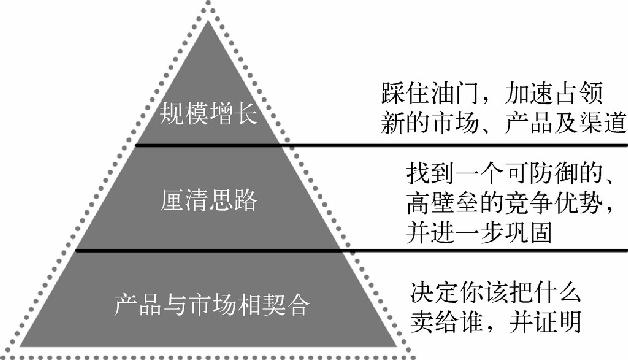 规模增长
踩住油门，加速占领
新的市场、产品及渠道
厘清思路
找到一个可防御的、
高壁垒的竞争优势，
并进一步巩固
产品与市场相契合
决定你该把什么
卖给谁，并证明